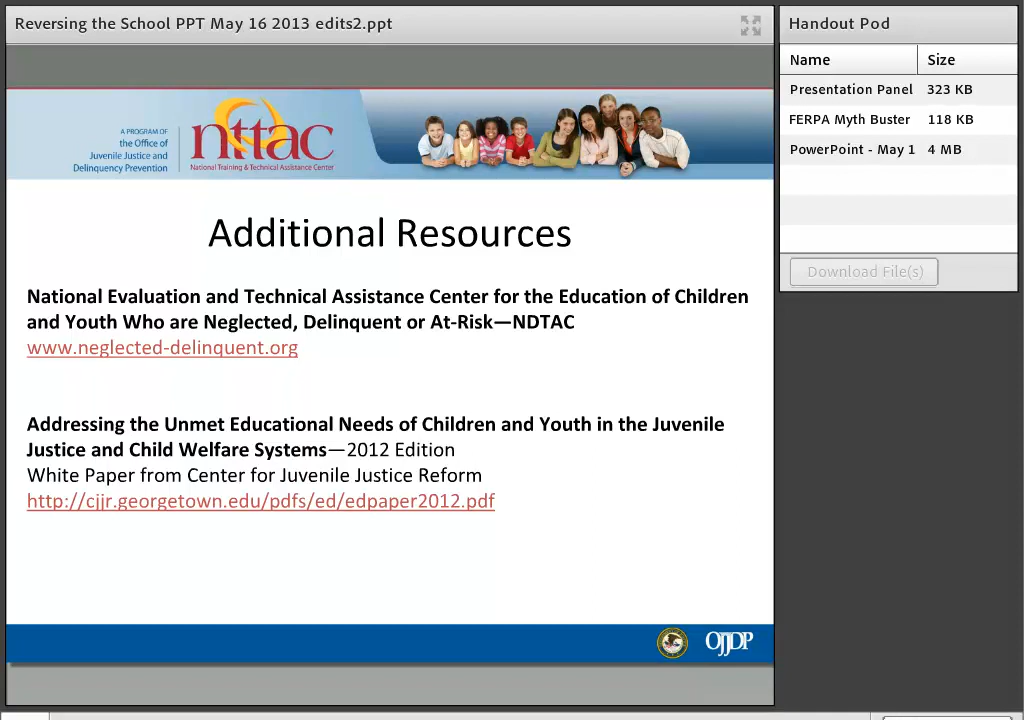 Reversing the School PPT May 16 2013 edits2.ppt
A PROGRAM OF
the Office of
Juvenile Justice and
Delinquency Prevention
nttac
National Training & Technical Assistance Center
Additional Resources
National Evaluation and Technical Assistance Center for the Education of Children
and Youth Who are Neglected, Delinquent or At-Risk—NDTAC
www.neglected-delinquent.org
Addressing the Unmet Educational Needs of Children and Youth in the Juvenile
Justice and Child Welfare Systems—2012 Edition
White Paper from Center for Juvenile Justice Reform
http://cjjr.georgetown.edu/pdfs/ed/edpaper2012.pdf
OJJDP
Handout Pod
Name Size
Presentation Panel 323 KB
FERPA Myth Buster 118 KB
PowerPoint - May 1 4 MB
Download File(s)